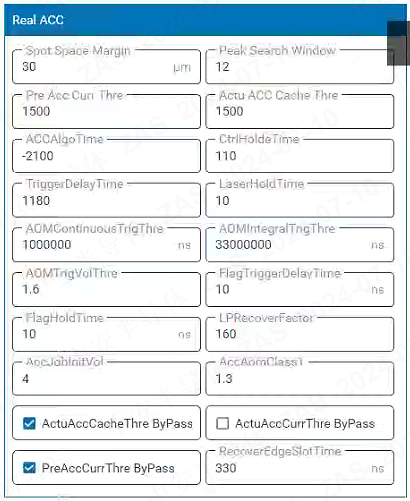 Real ACC
Spot Space Margin
30 μm
Peak Search Window
12
Pre Acc Curr Thre
1500
Actu ACC Cache Thre
1500
ACCAlgoTime
-2100
CtrlHoldeTime
110
TriggerDelayTime
1180
LaserHoldTime
10
AOMContinuousTrigThre
1000000 ns
AOMIntegralTrigThre
33000000 ns
AOMTrigVolThre
1.6
FlagTriggerDelayTime
10 ns
FlagHoldTime
10 ns
LPRecoverFactor
160
AccJobInitVol
4
AccAomClass1
1.3
ActuAccCacheThre ByPass
ActuAccCurrThre ByPass
PreAccCurrThre ByPass
RecoverEdgeSlotTime
330 ns